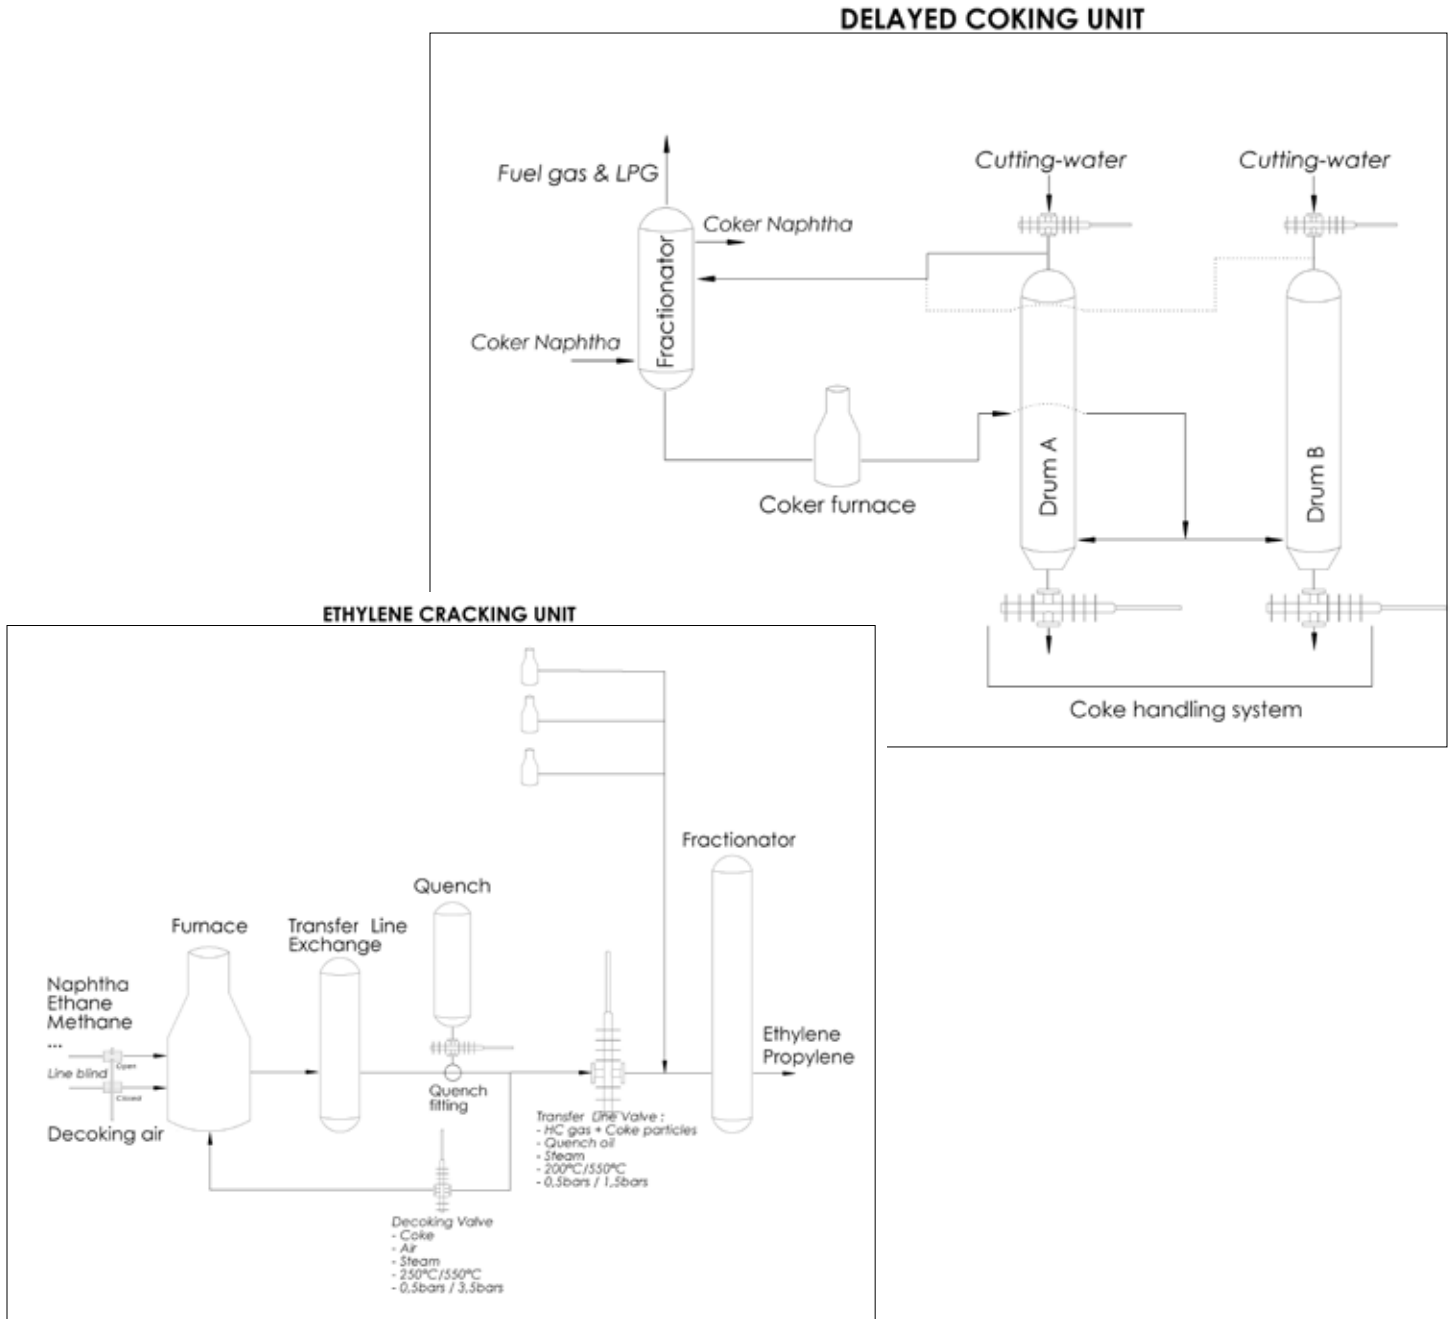 DELAYED COKING UNIT
Fuel gas & LPG
Coker Naphtha
Cutting-water
Cutting-water
Fractionator
Coker Naphtha
Coker furnace
Drum A
Drum B
Coke handling system
ETHYLENE CRACKING UNIT
Fractionator
Quench
Furnace
Transfer Line
Exchange
Naphtha
Ethane
Methane
...
Open
Line blind
Closed
Decoking air
Quench
fitting
Ethylene
Propylene
Transfer Line Valve :
- HC gas + Coke particles
- Quench oil
- Steam
- 200°C/550°C
- 0,5bars / 1,5bars
Decoking Valve
- Coke
- Air
- Steam
- 250°C/550°C
- 0,5bars / 3,5bars